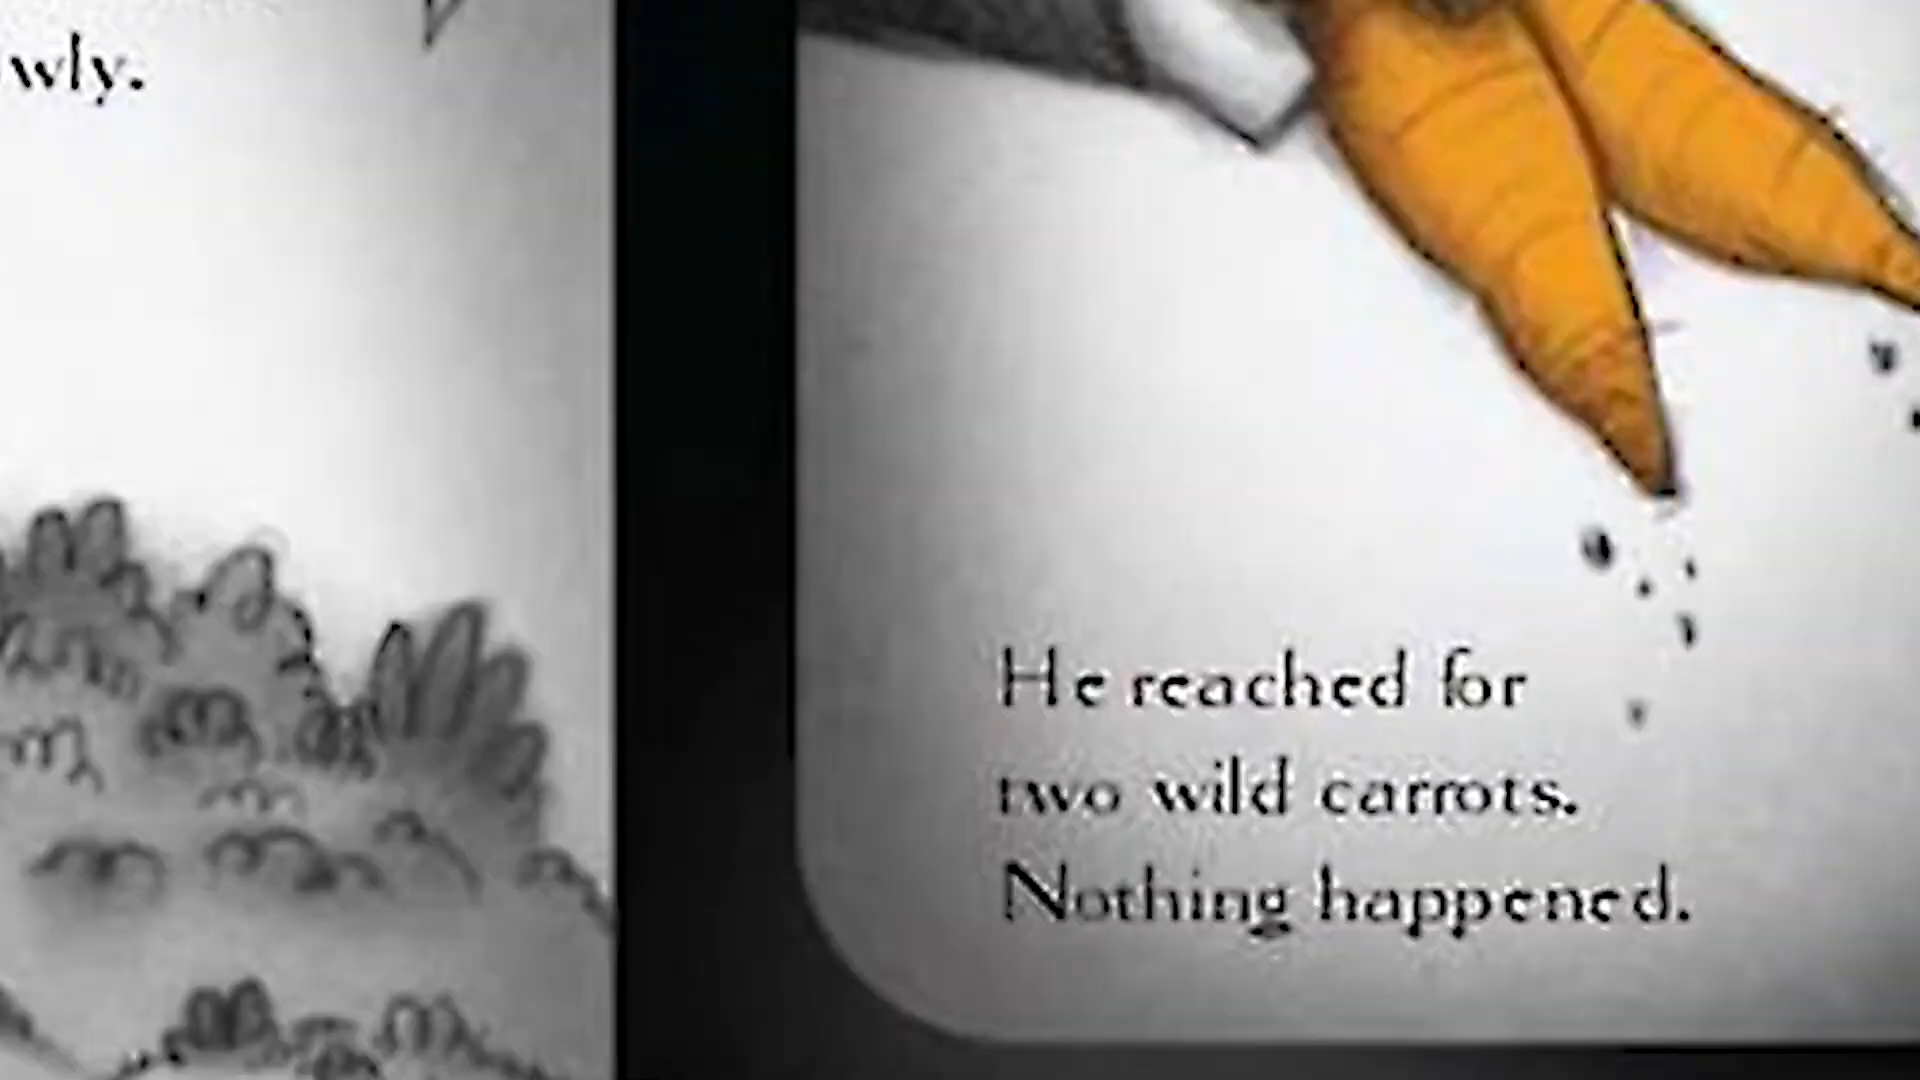 wly.
He reached for
two wild carrots.
Nothing happened.